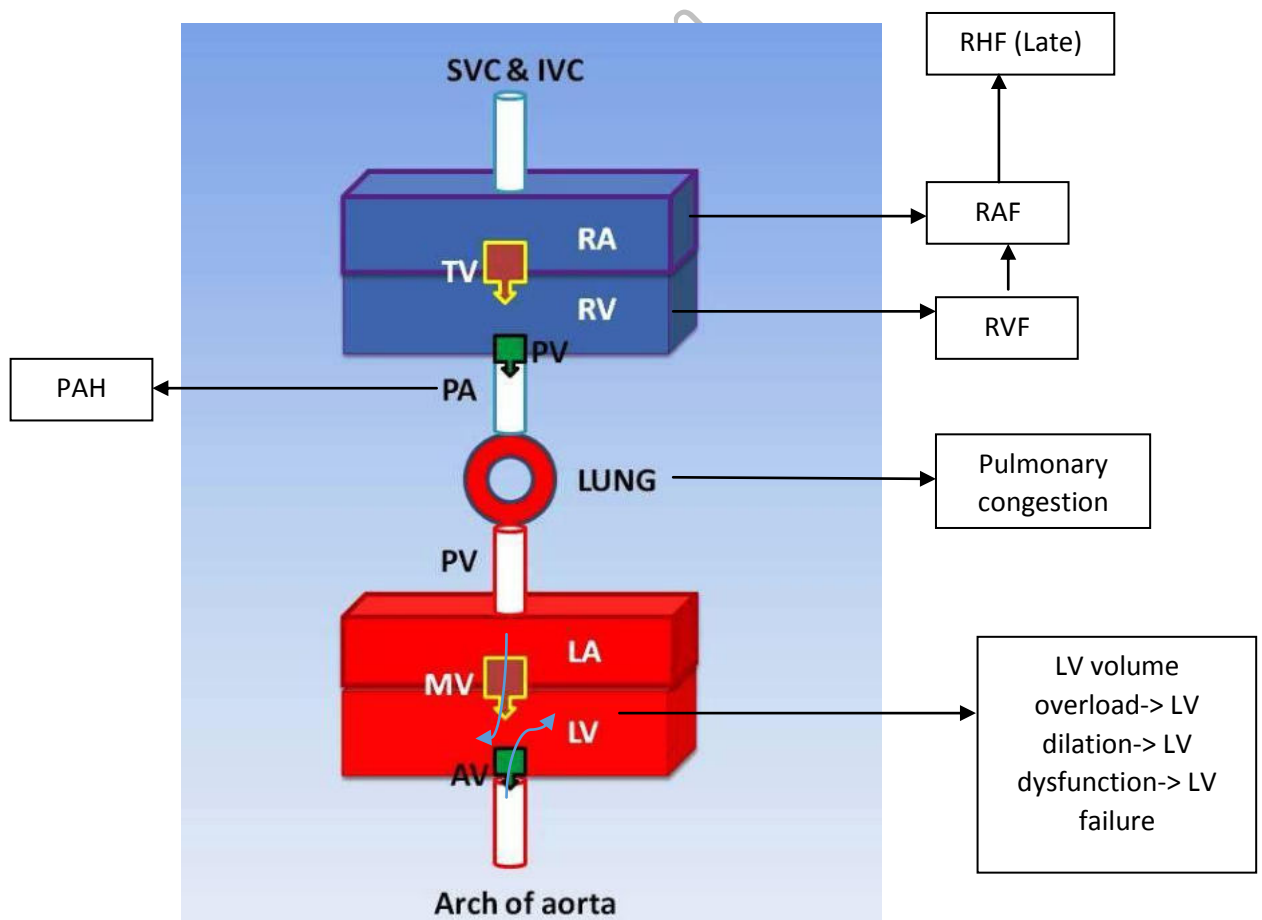 RHF (Late)
SVC & IVC
RAF
RA
TV
RV
RVF
PV
PAH
PA
LUNG
Pulmonary
congestion
PV
LA
MV
LV
AV
LV volume
overload-> LV
dilation-> LV
dysfunction-> LV
failure
Arch of aorta